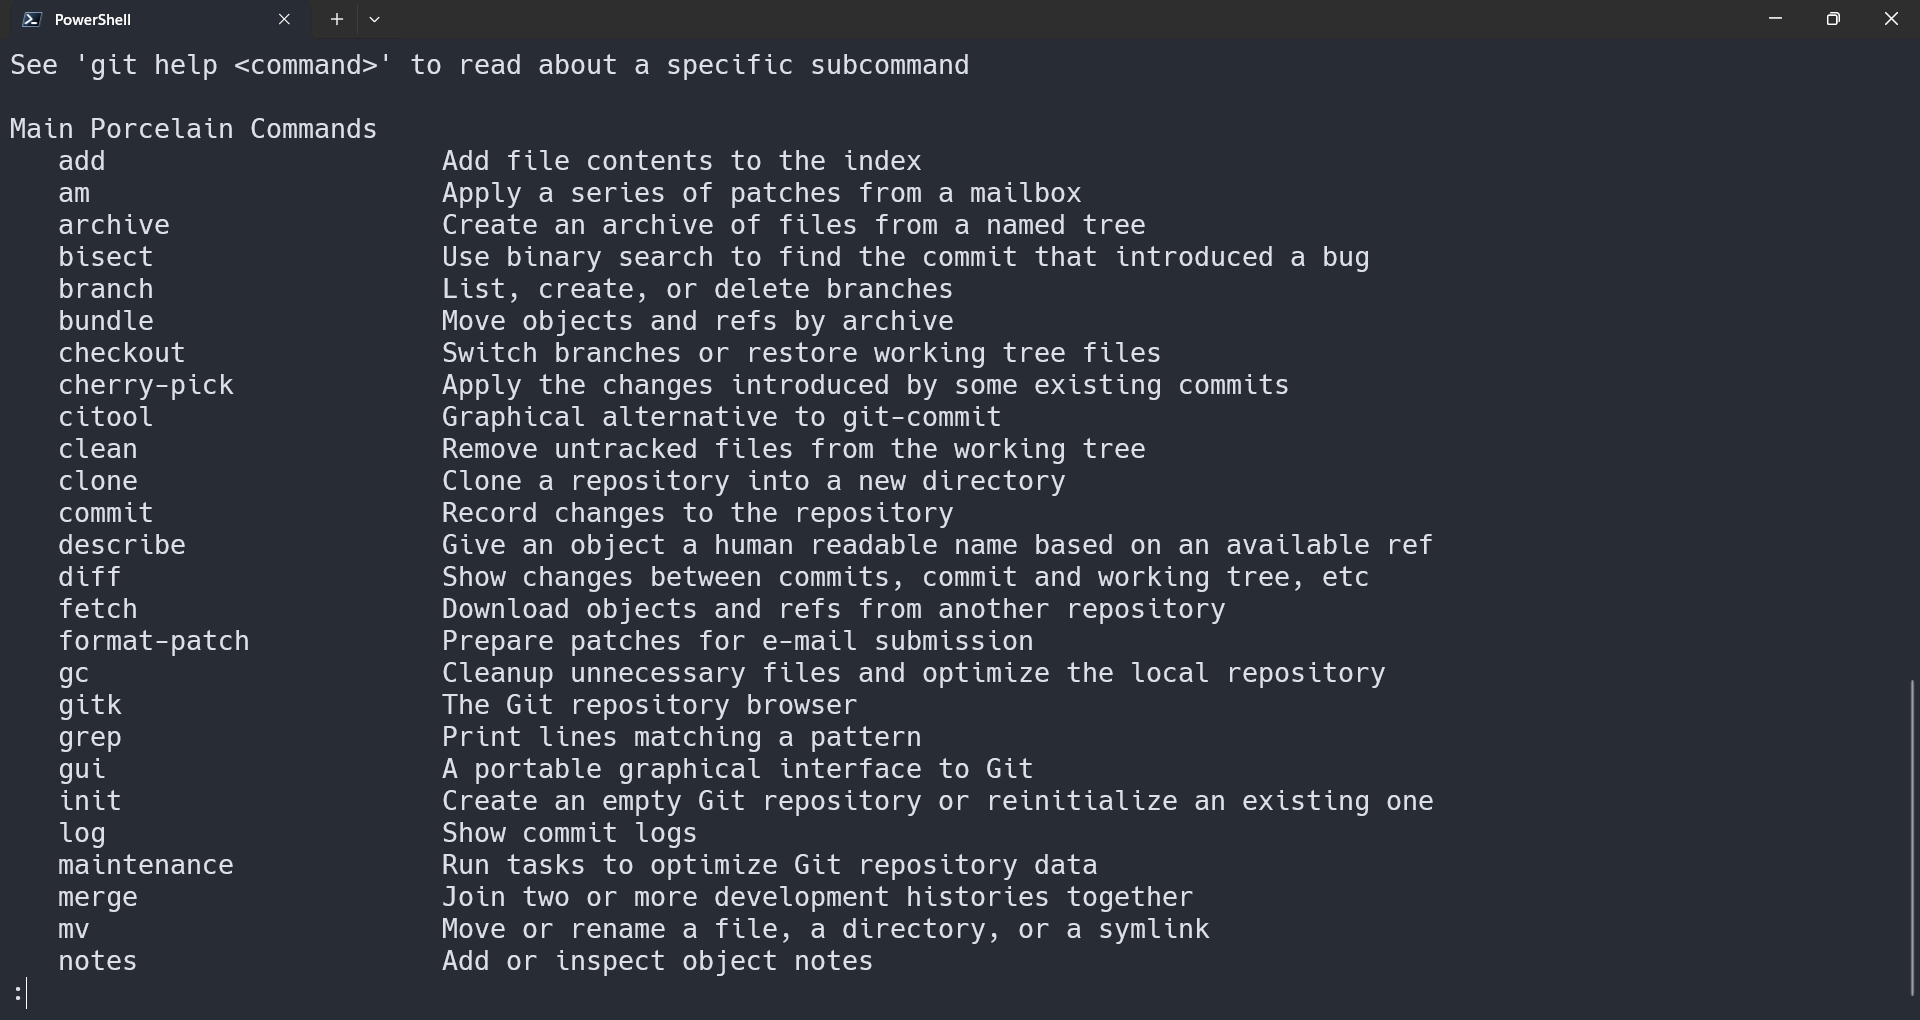 PowerShell
See 'git help <command>' to read about a specific subcommand

Main Porcelain Commands
   add                     Add file contents to the index
   am                      Apply a series of patches from a mailbox
   archive                 Create an archive of files from a named tree
   bisect                  Use binary search to find the commit that introduced a bug
   branch                  List, create, or delete branches
   bundle                  Move objects and refs by archive
   checkout                Switch branches or restore working tree files
   cherry-pick             Apply the changes introduced by some existing commits
   citool                  Graphical alternative to git-commit
   clean                   Remove untracked files from the working tree
   clone                   Clone a repository into a new directory
   commit                  Record changes to the repository
   describe                Give an object a human readable name based on an available ref
   diff                    Show changes between commits, commit and working tree, etc
   fetch                   Download objects and refs from another repository
   format-patch            Prepare patches for e-mail submission
   gc                      Cleanup unnecessary files and optimize the local repository
   gitk                    The Git repository browser
   grep                    Print lines matching a pattern
   gui                     A portable graphical interface to Git
   init                    Create an empty Git repository or reinitialize an existing one
   log                     Show commit logs
   maintenance             Run tasks to optimize Git repository data
   merge                   Join two or more development histories together
   mv                      Move or rename a file, a directory, or a symlink
   notes                   Add or inspect object notes
: